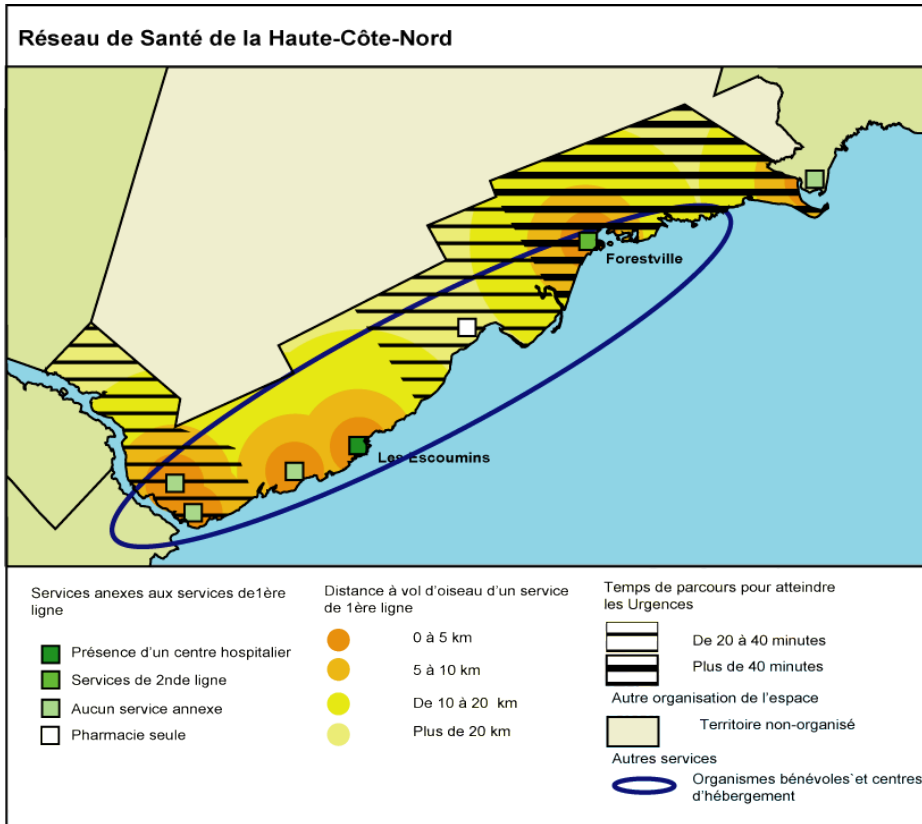 Réseau de Santé de la Haute-Côte-Nord
Forestville
Les Escoumins
Services anexes aux services de1ère
ligne
Présence d'un centre hospitalier
Services de 2nde ligne
Aucun service annexe
Pharmacie seule
Distance à vol d'oiseau d'un service
de 1ère ligne
0 à 5 km
5 à 10 km
De 10 à 20 km
Plus de 20 km
Temps de parcours pour atteindre
les Urgences
De 20 à 40 minutes
Plus de 40 minutes
Autre organisation de l'espace
Territoire non-organisé
Autres services
Organismes bénévoles`et centres
d'hébergement